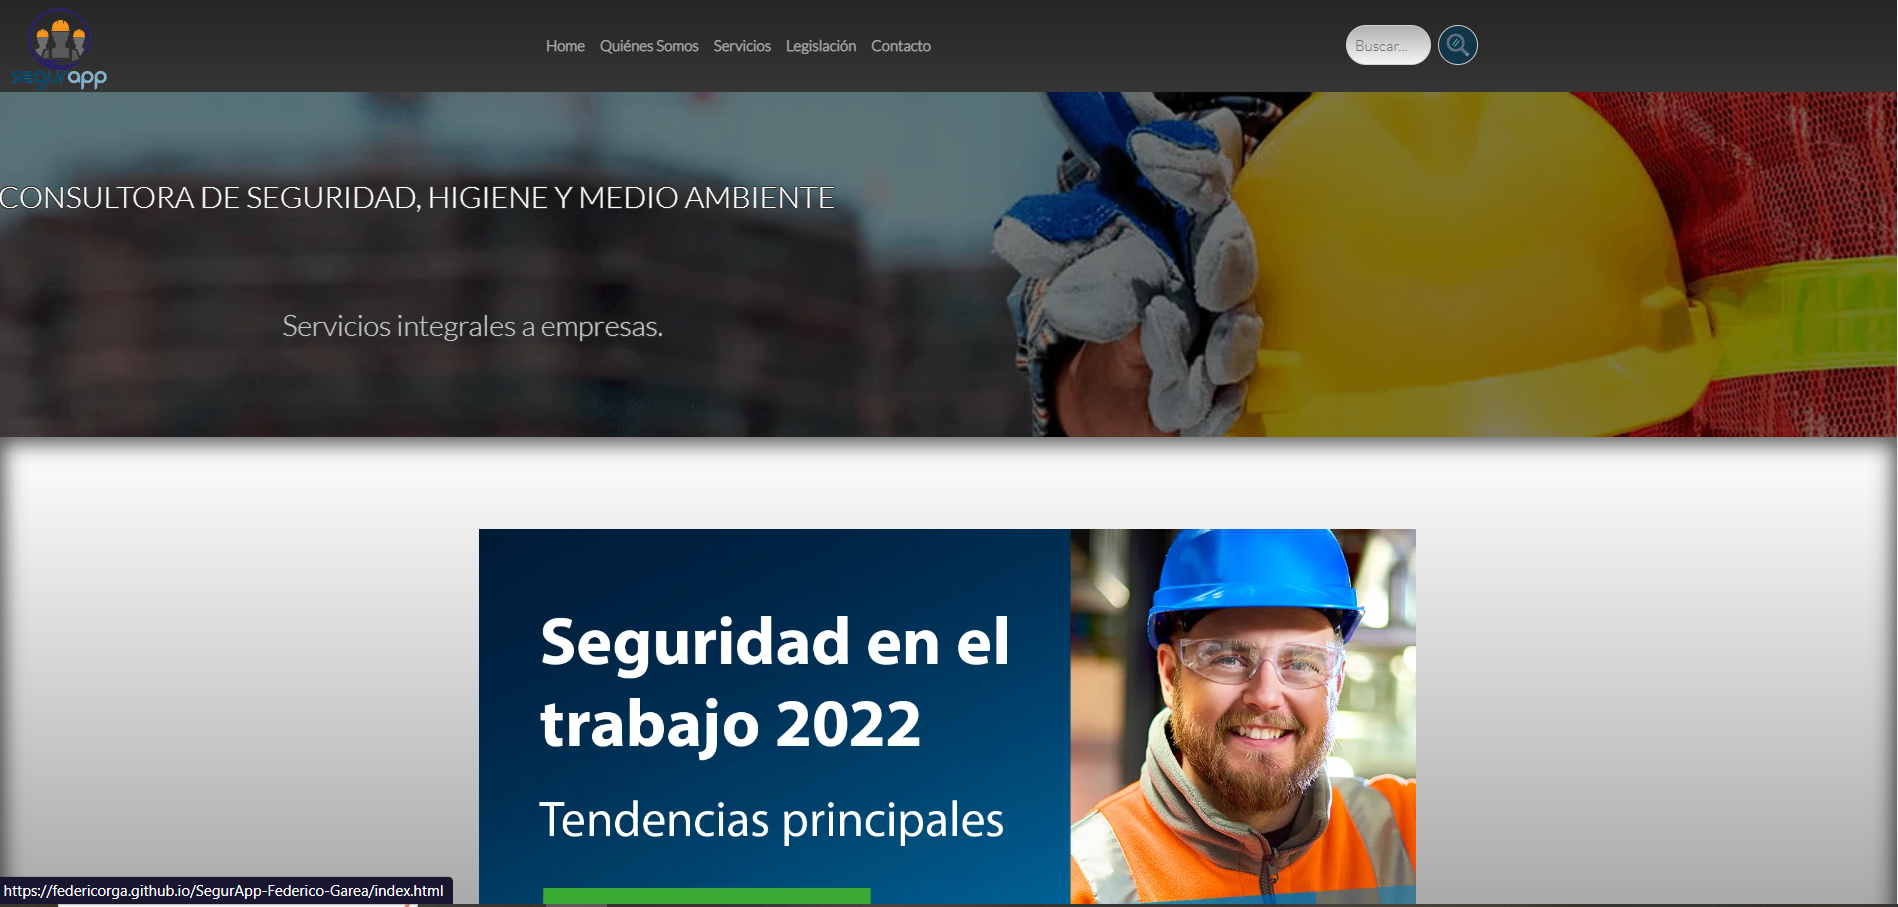 segurapp
Home Quiénes Somos Servicios Legislación Contacto
Buscar...
CONSULTORA DE SEGURIDAD, HIGIENE Y MEDIO AMBIENTE
Servicios integrales a empresas.
Seguridad en el
trabajo 2022
Tendencias principales
https://federicorga.github.io/SegurApp-Federico-Garea/index.html